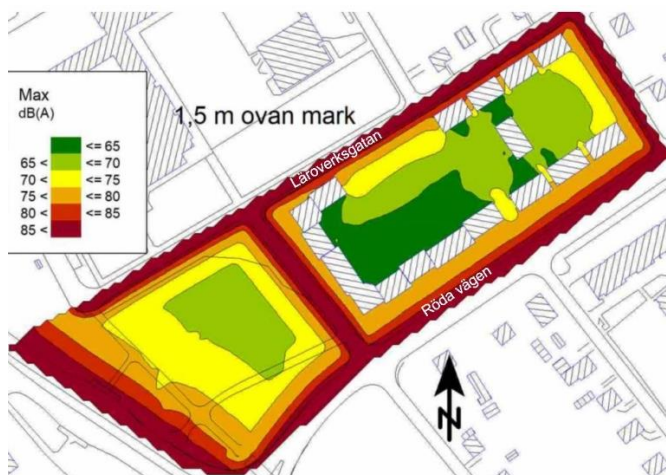 Max
dB(A)
<= 65
65 < <= 70
70 < <= 75
75 < <= 80
80 < <= 85
85 <
1,5 m ovan mark
Läroverksgatan
Röda vägen
N